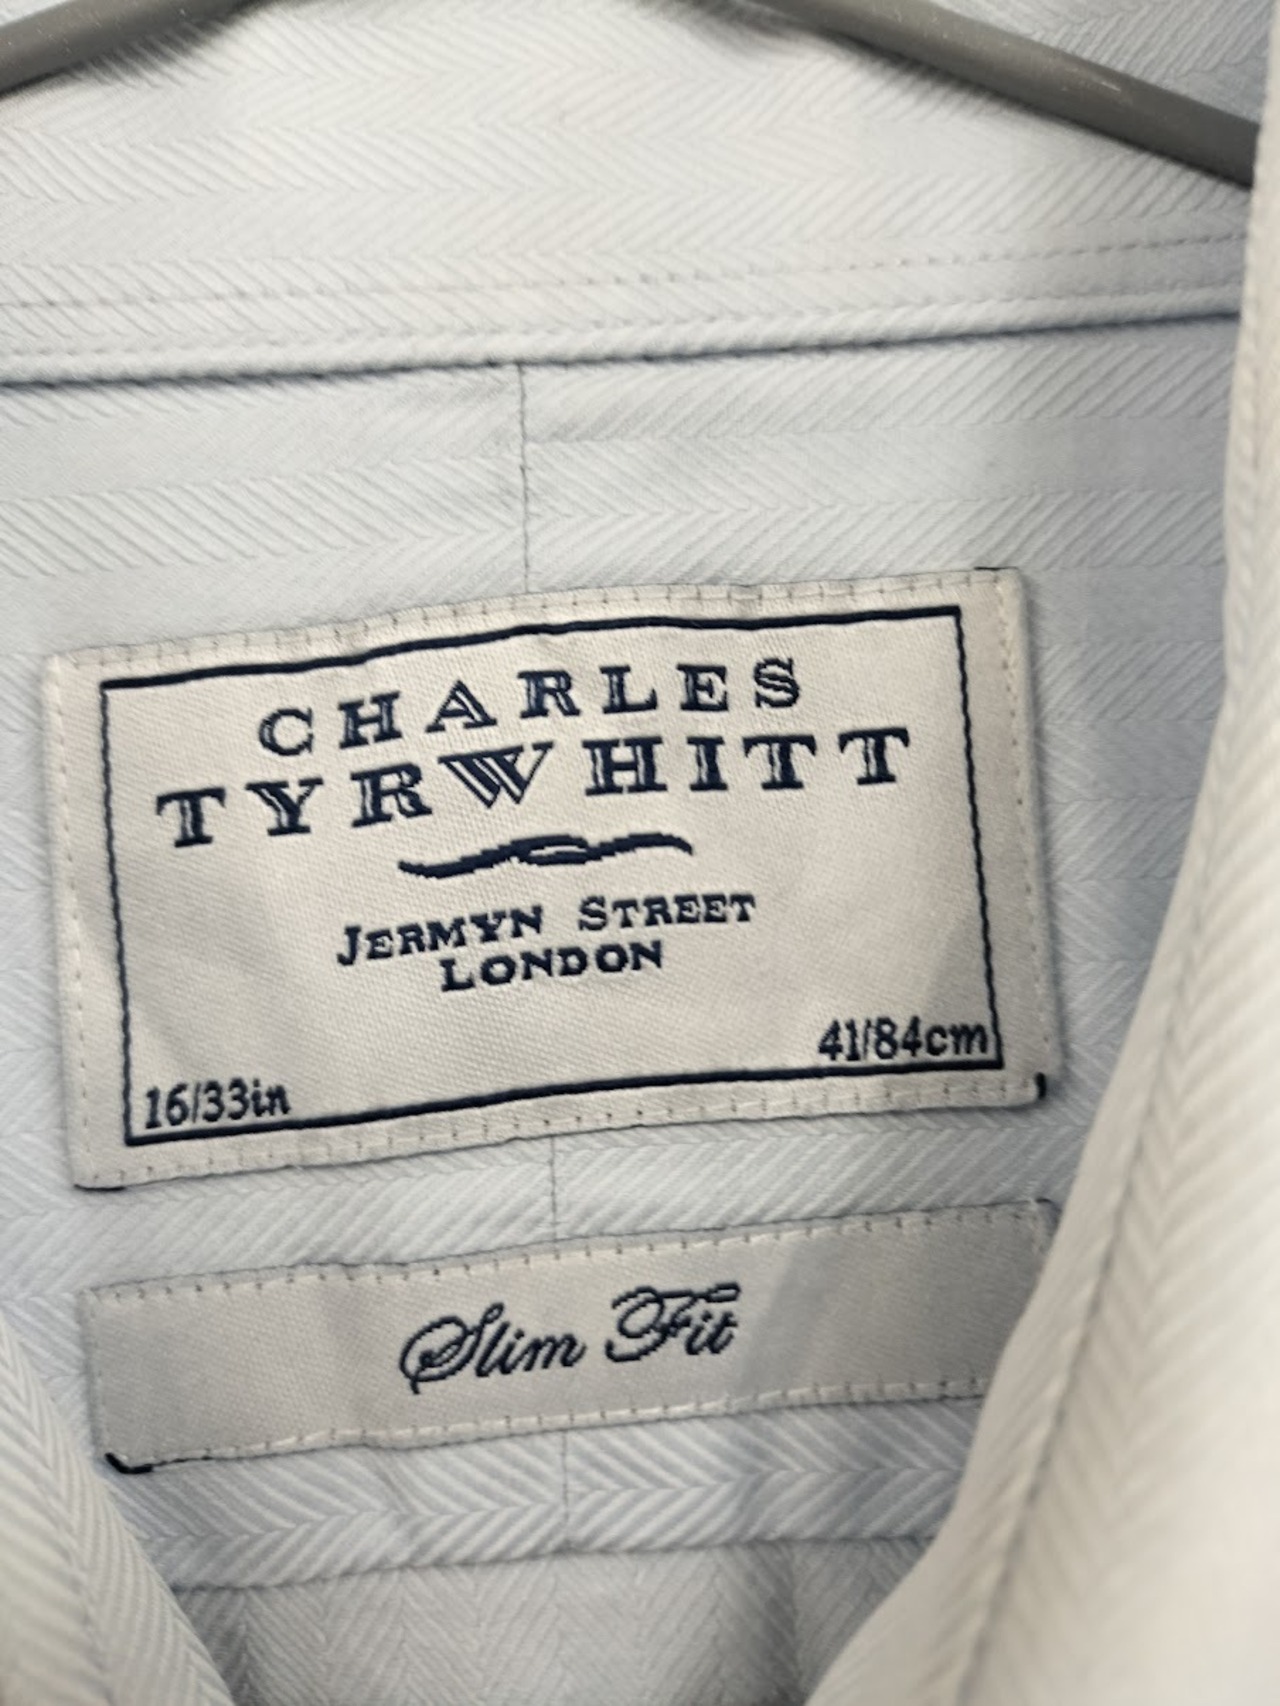 CHARLES
TYRWHITT
JERMYN STREET
LONDON
16/33in
41/84cm
Slim Fit